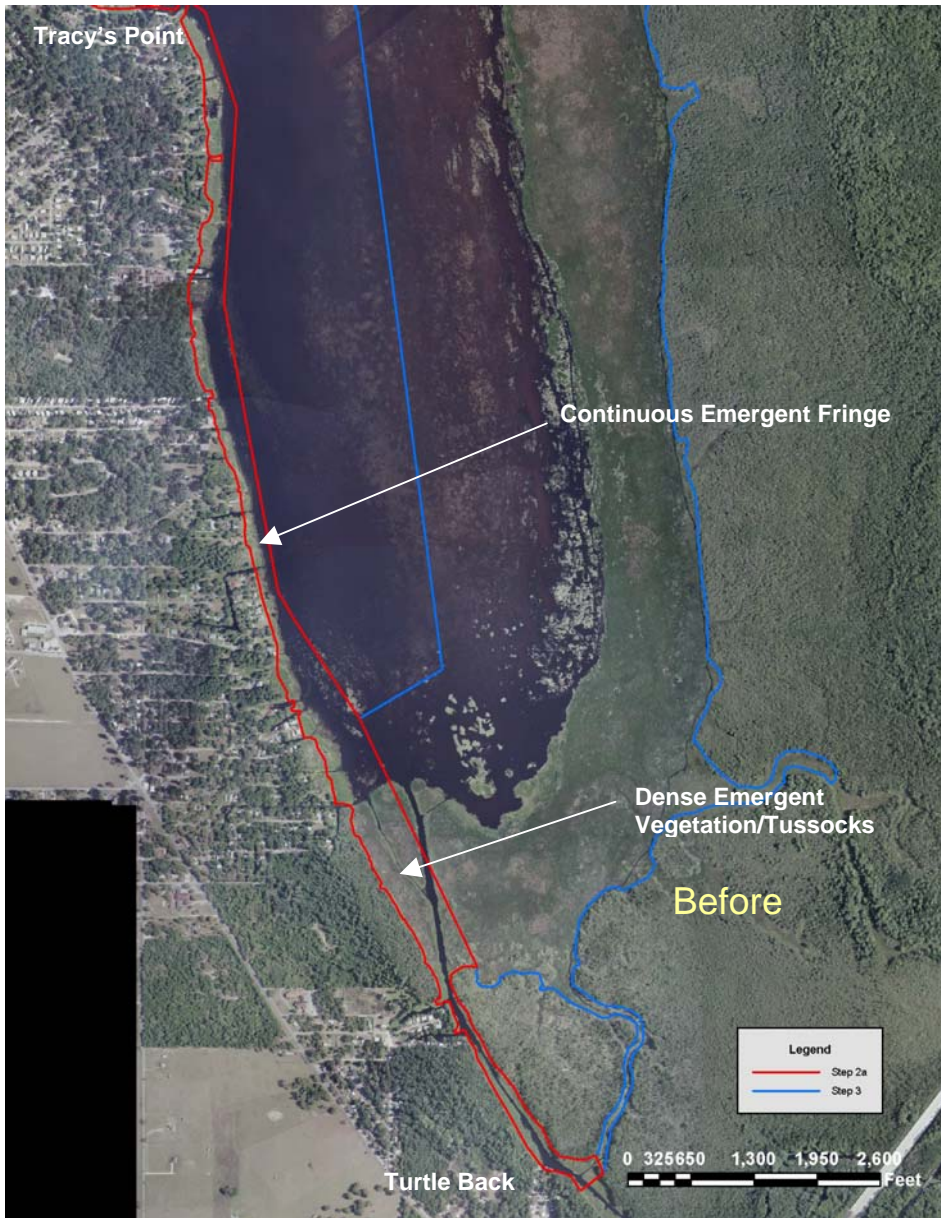 Tracy's Point
Continuous Emergent Fringe
Dense Emergent
Vegetation/Tussocks
Before
Legend
Step 2a
Step 3
0 325650 1,300 1,950 2,600
Feet
Turtle Back